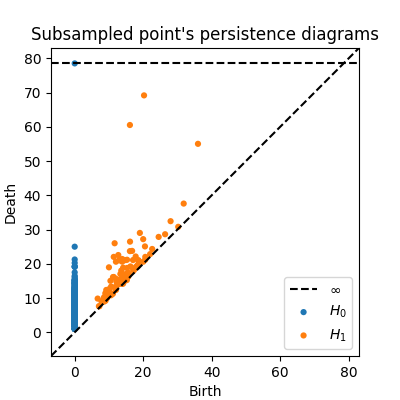 Subsampled point's persistence diagrams
80
70
60
50
40
30
20
10
0
Death
0 20 40 60 80
Birth
∞
H₀
H₁